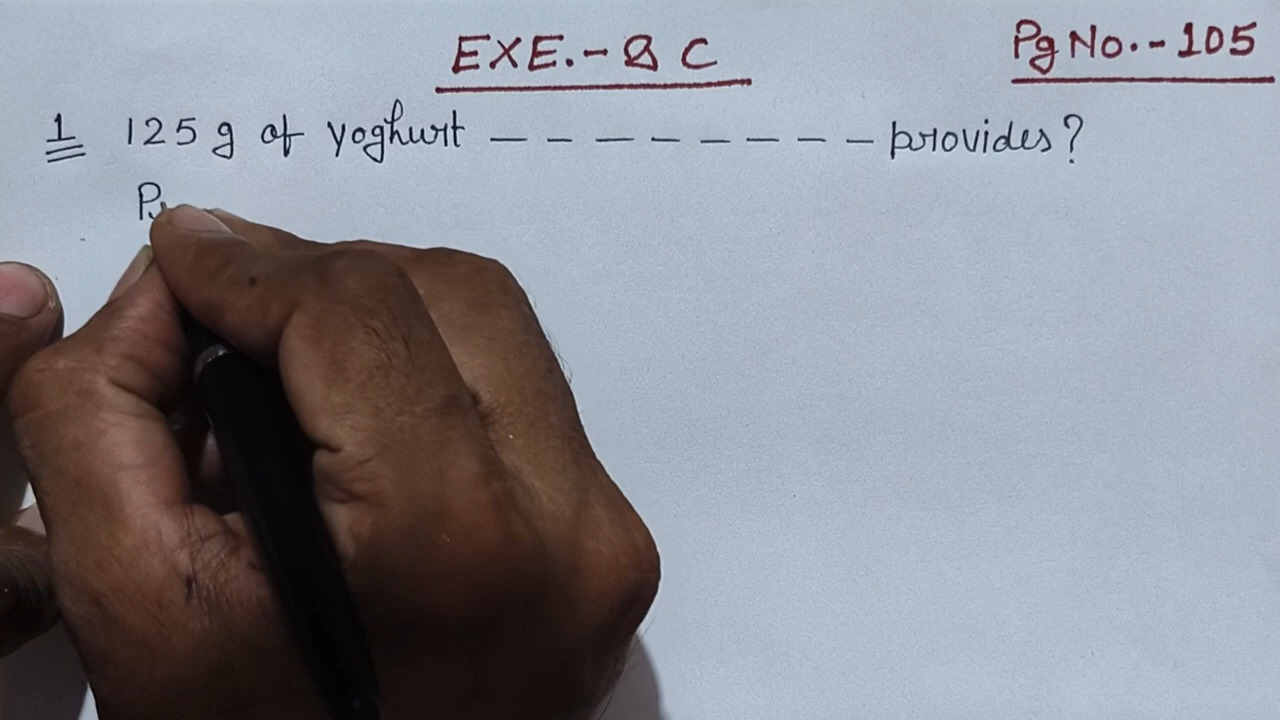 EXE.-8 C
Pg No.-105
1 125 g of yoghurt --------- provides?